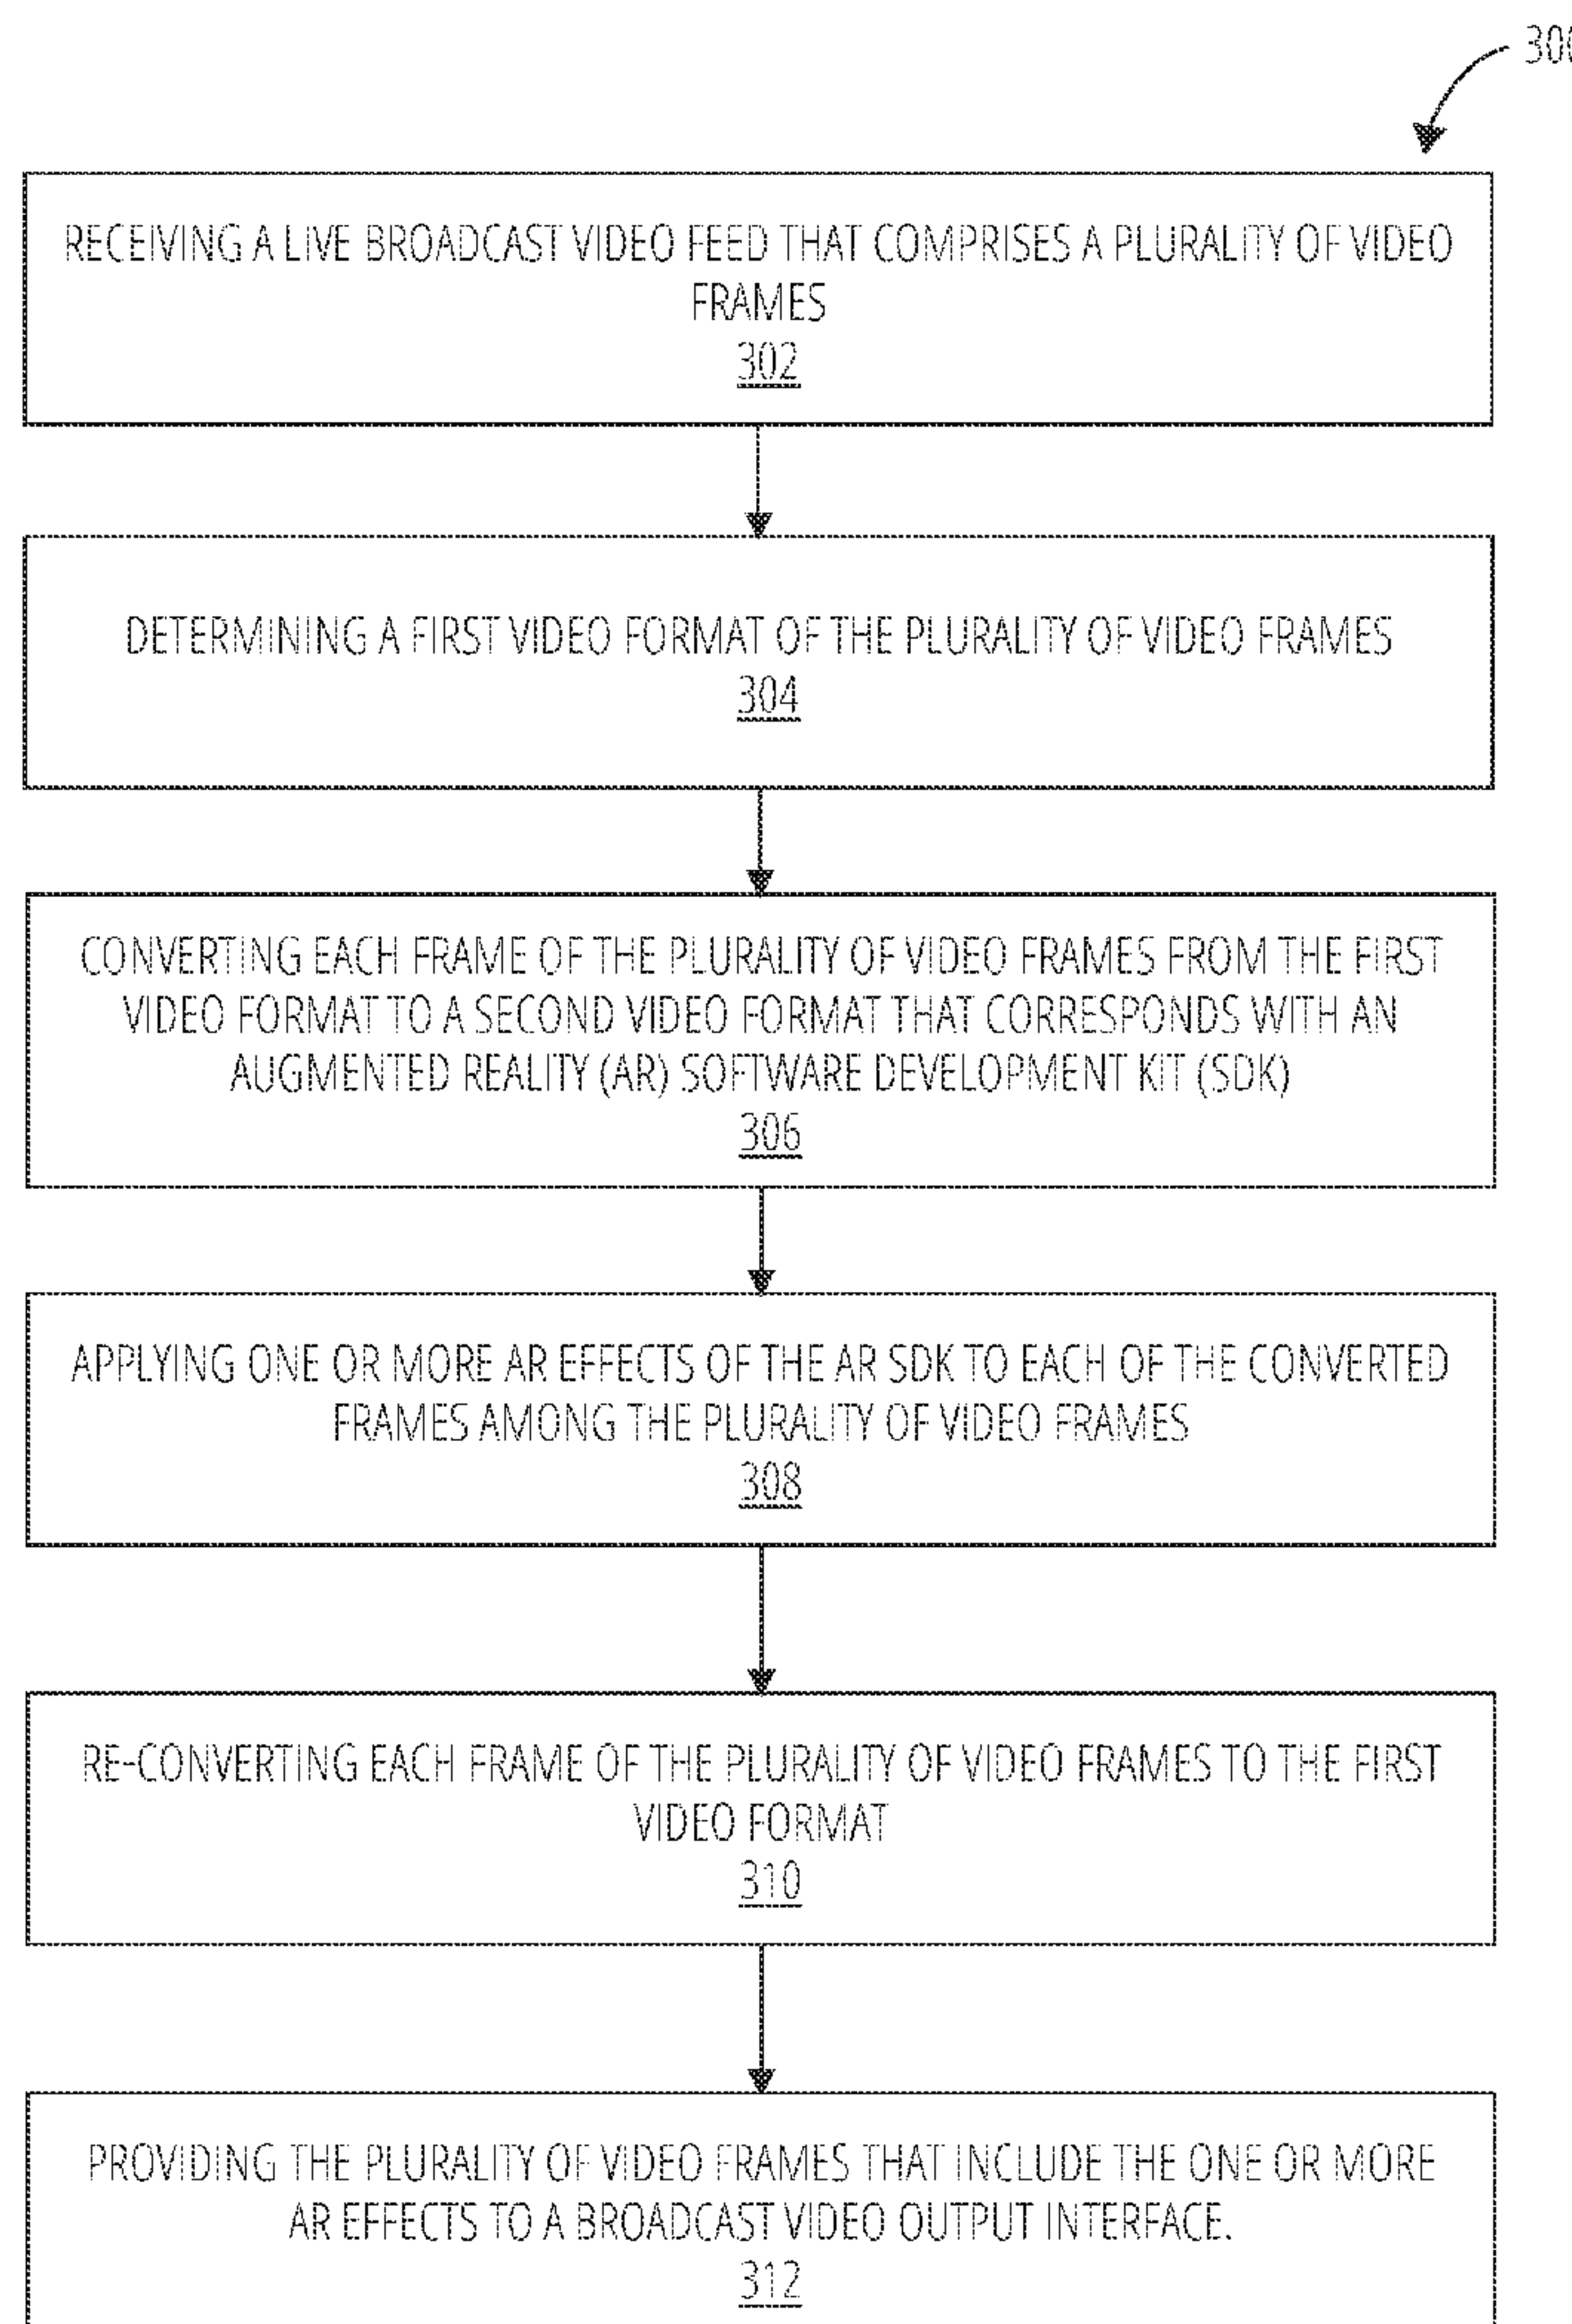 300
RECEIVING A LIVE BROADCAST VIDEO FEED THAT COMPRISES A PLURALITY OF VIDEO
FRAMES
302
DETERMINING A FIRST VIDEO FORMAT OF THE PLURALITY OF VIDEO FRAMES
304
CONVERTING EACH FRAME OF THE PLURALITY OF VIDEO FRAMES FROM THE FIRST
VIDEO FORMAT TO A SECOND VIDEO FORMAT THAT CORRESPONDS WITH AN
AUGMENTED REALITY (AR) SOFTWARE DEVELOPMENT KIT (SDK)
306
APPLYING ONE OR MORE AR EFFECTS OF THE AR SDK TO EACH OF THE CONVERTED
FRAMES AMONG THE PLURALITY OF VIDEO FRAMES
308
RE-CONVERTING EACH FRAME OF THE PLURALITY OF VIDEO FRAMES TO THE FIRST
VIDEO FORMAT
310
PROVIDING THE PLURALITY OF VIDEO FRAMES THAT INCLUDE THE ONE OR MORE
AR EFFECTS TO A BROADCAST VIDEO OUTPUT INTERFACE.
312